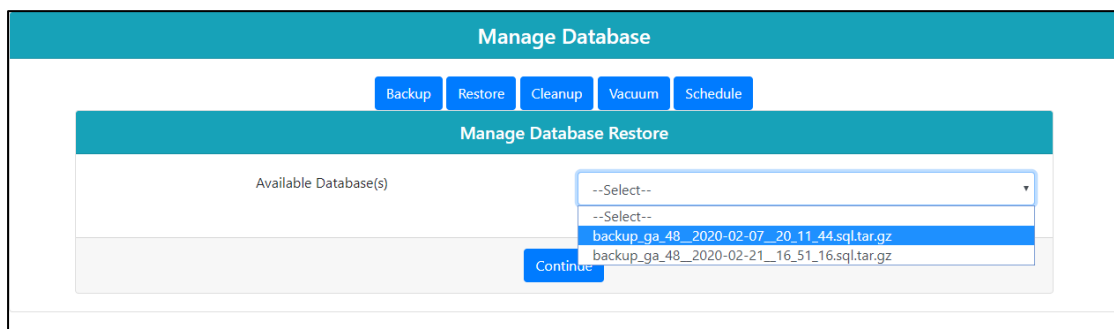 Manage Database
Backup Restore Cleanup Vacuum Schedule
Manage Database Restore
Available Database(s) --Select--
--Select--
backup_ga_48__2020-02-07__20_11_44.sql.tar.gz
backup_ga_48__2020-02-21__16_51_16.sql.tar.gz
Continue